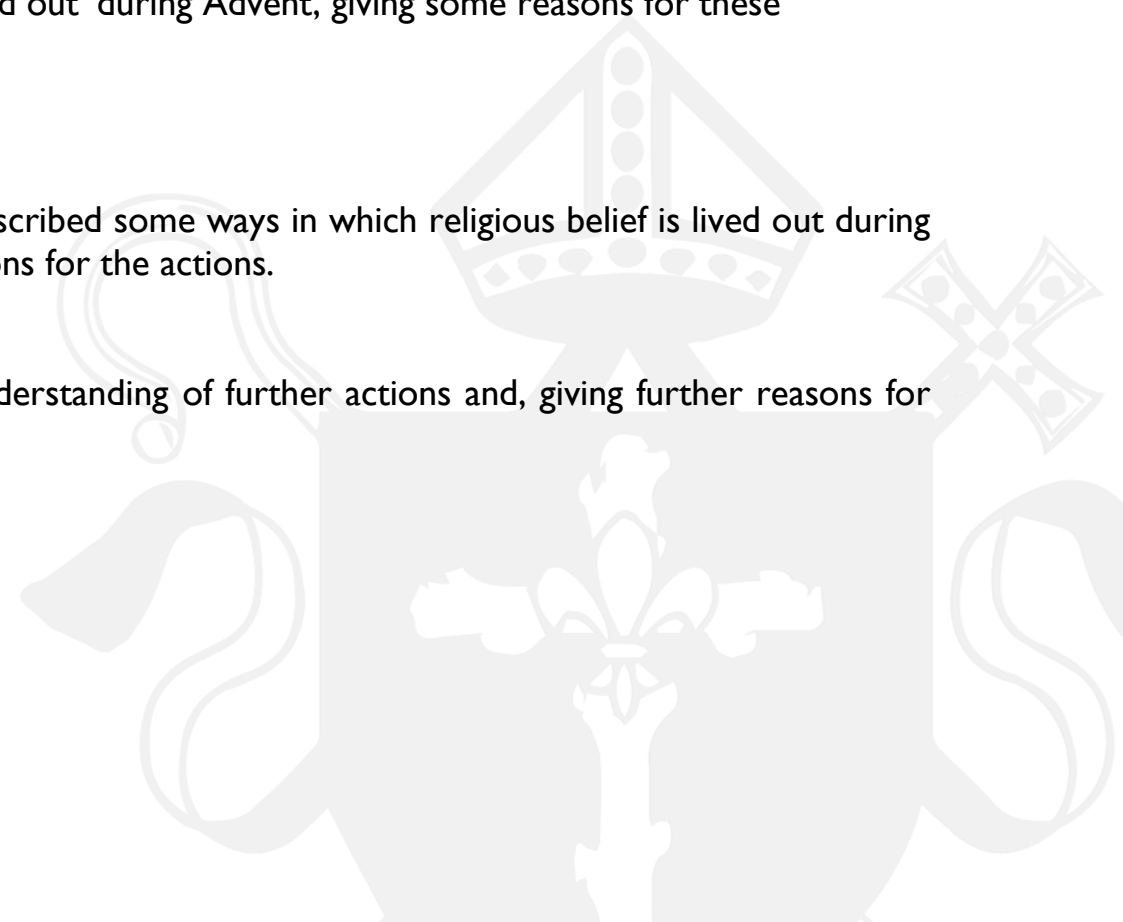 d out during Advent, giving some reasons for these
scribed some ways in which religious belief is lived out during
ns for the actions.
derstanding of further actions and, giving further reasons for